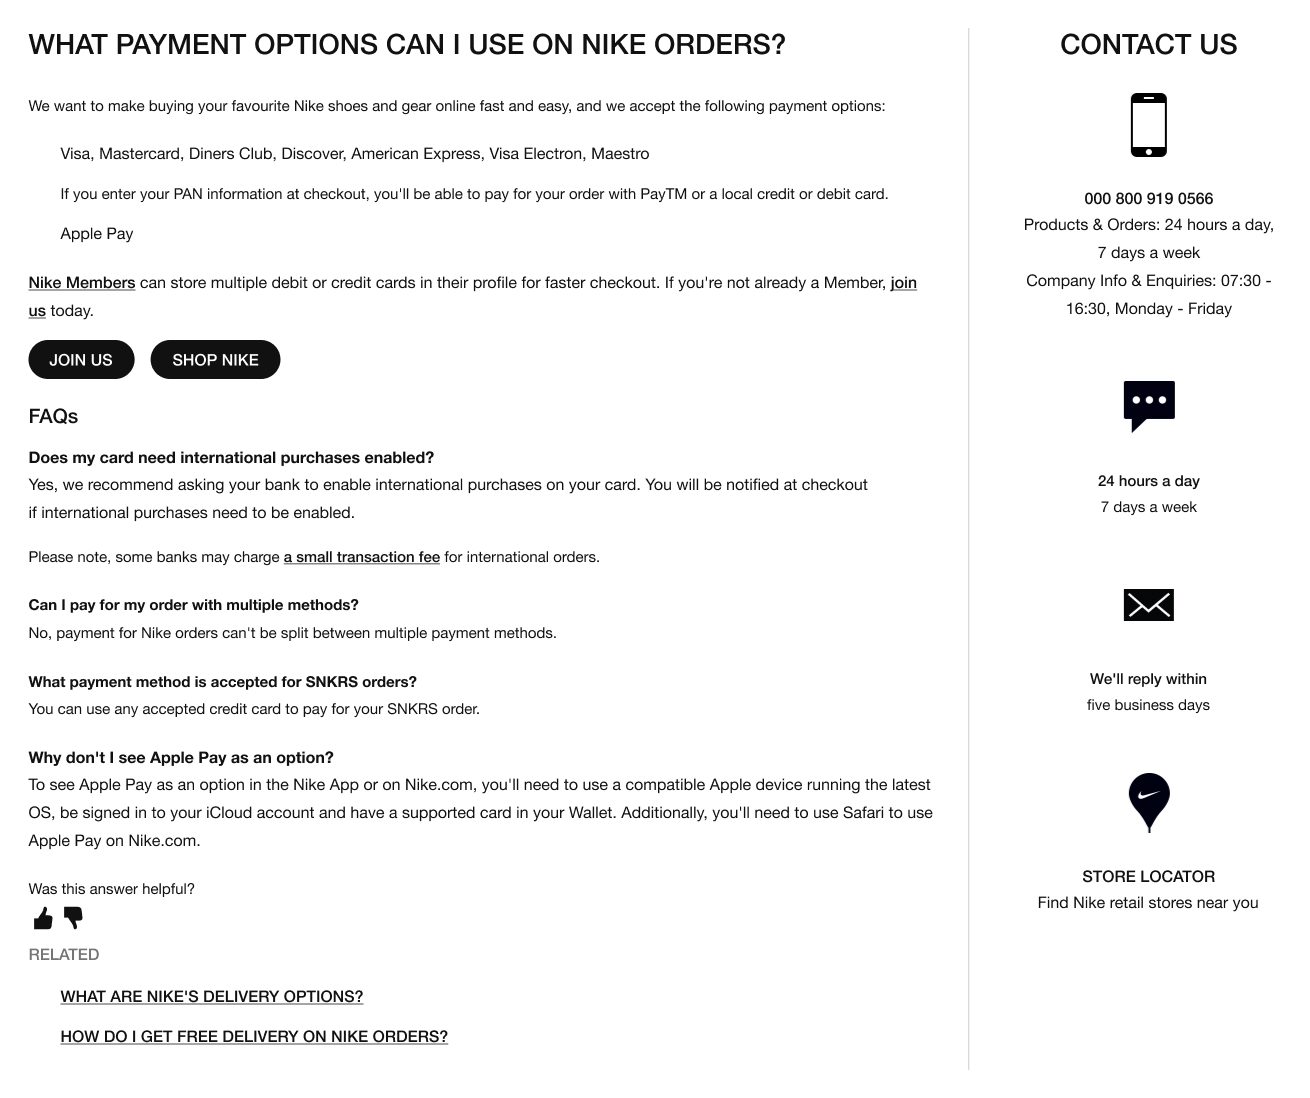 WHAT PAYMENT OPTIONS CAN I USE ON NIKE ORDERS?
We want to make buying your favourite Nike shoes and gear online fast and easy, and we accept the following payment options:
Visa, Mastercard, Diners Club, Discover, American Express, Visa Electron, Maestro
If you enter your PAN information at checkout, you'll be able to pay for your order with PayTM or a local credit or debit card.
Apple Pay
Nike Members can store multiple debit or credit cards in their profile for faster checkout. If you're not already a Member, join
us today.
JOIN US
SHOP NIKE
FAQs
Does my card need international purchases enabled?
Yes, we recommend asking your bank to enable international purchases on your card. You will be notified at checkout
if international purchases need to be enabled.
Please note, some banks may charge a small transaction fee for international orders.
Can I pay for my order with multiple methods?
No, payment for Nike orders can't be split between multiple payment methods.
What payment method is accepted for SNKRS orders?
You can use any accepted credit card to pay for your SNKRS order.
Why don't I see Apple Pay as an option?
To see Apple Pay as an option in the Nike App or on Nike.com, you'll need to use a compatible Apple device running the latest
OS, be signed in to your iCloud account and have a supported card in your Wallet. Additionally, you'll need to use Safari to use
Apple Pay on Nike.com.
Was this answer helpful?
RELATED
WHAT ARE NIKE'S DELIVERY OPTIONS?
HOW DO I GET FREE DELIVERY ON NIKE ORDERS?
CONTACT US
000 800 919 0566
Products & Orders: 24 hours a day,
7 days a week
Company Info & Enquiries: 07:30 -
16:30, Monday - Friday
24 hours a day
7 days a week
We'll reply within
five business days
STORE LOCATOR
Find Nike retail stores near you